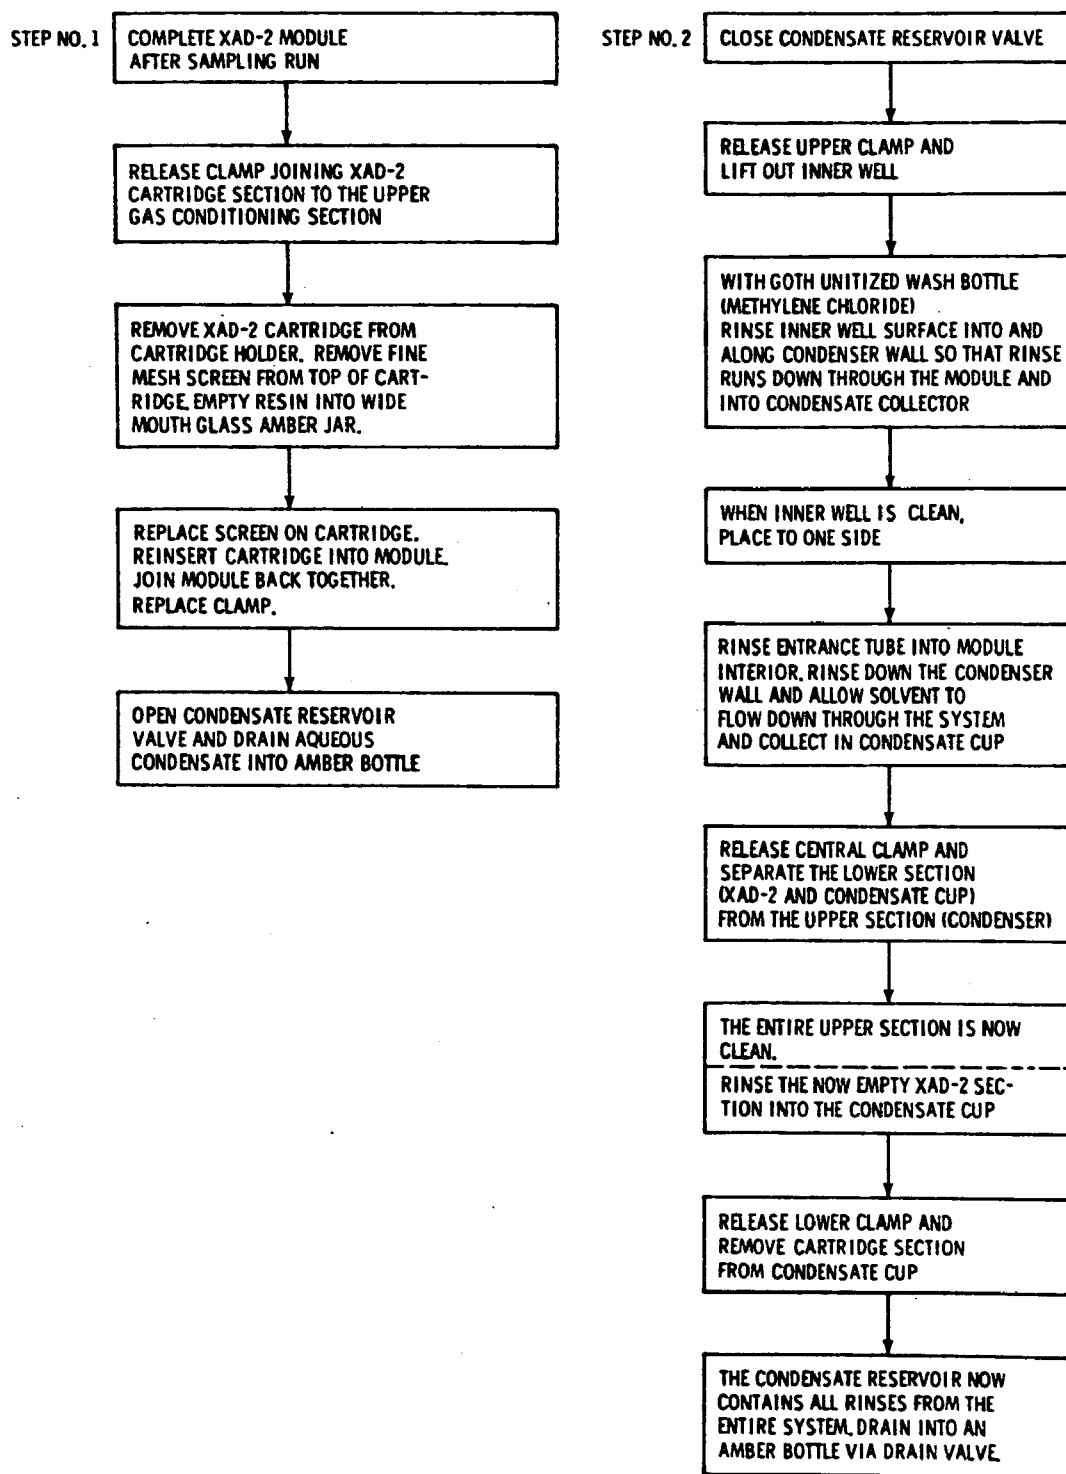 STEP NO. 1
COMPLETE XAD-2 MODULE
AFTER SAMPLING RUN
RELEASE CLAMP JOINING XAD-2
CARTRIDGE SECTION TO THE UPPER
GAS CONDITIONING SECTION
REMOVE XAD-2 CARTRIDGE FROM
CARTRIDGE HOLDER. REMOVE FINE
MESH SCREEN FROM TOP OF CART-
RIDGE. EMPTY RESIN INTO WIDE
MOUTH GLASS AMBER JAR.
REPLACE SCREEN ON CARTRIDGE.
REINSERT CARTRIDGE INTO MODULE.
JOIN MODULE BACK TOGETHER.
REPLACE CLAMP.
OPEN CONDENSATE RESERVOIR
VALVE AND DRAIN AQUEOUS
CONDENSATE INTO AMBER BOTTLE
STEP NO. 2
CLOSE CONDENSATE RESERVOIR VALVE
RELEASE UPPER CLAMP AND
LIFT OUT INNER WELL
WITH GOTH UNITIZED WASH BOTTLE
(METHYLENE CHLORIDE)
RINSE INNER WELL SURFACE INTO AND
ALONG CONDENSER WALL SO THAT RINSE
RUNS DOWN THROUGH THE MODULE AND
INTO CONDENSATE COLLECTOR
WHEN INNER WELL IS CLEAN,
PLACE TO ONE SIDE
RINSE ENTRANCE TUBE INTO MODULE
INTERIOR. RINSE DOWN THE CONDENSER
WALL AND ALLOW SOLVENT TO
FLOW DOWN THROUGH THE SYSTEM
AND COLLECT IN CONDENSATE CUP
RELEASE CENTRAL CLAMP AND
SEPARATE THE LOWER SECTION
(XAD-2 AND CONDENSATE CUP)
FROM THE UPPER SECTION (CONDENSER)
THE ENTIRE UPPER SECTION IS NOW
CLEAN.
RINSE THE NOW EMPTY XAD-2 SEC-
TION INTO THE CONDENSATE CUP
RELEASE LOWER CLAMP AND
REMOVE CARTRIDGE SECTION
FROM CONDENSATE CUP
THE CONDENSATE RESERVOIR NOW
CONTAINS ALL RINSES FROM THE
ENTIRE SYSTEM. DRAIN INTO AN
AMBER BOTTLE VIA DRAIN VALVE.